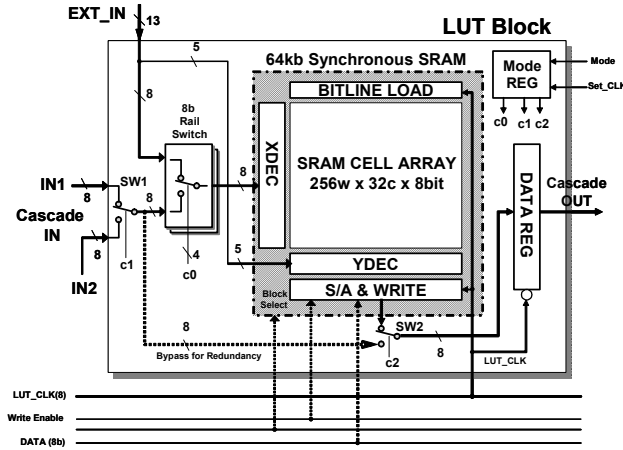 EXT_IN
13
LUT Block
5
64kb Synchronous SRAM
Mode
REG
Mode
Set_CLK
c0 c1 c2
8
8b
Rail
Switch
BITLINE LOAD
XDEC
SRAM CELL ARRAY
256w x 32c x 8bit
8
DATA REG
IN1
8
SW1
8
Cascade
OUT
Cascade
IN
8
IN2
c1
4
c0
5
YDEC
S/A & WRITE
Block
Select
8
Bypass for Redundancy
SW2
c2
8
LUT_CLK
LUT_CLK(8)
Write Enable
DATA (8b)